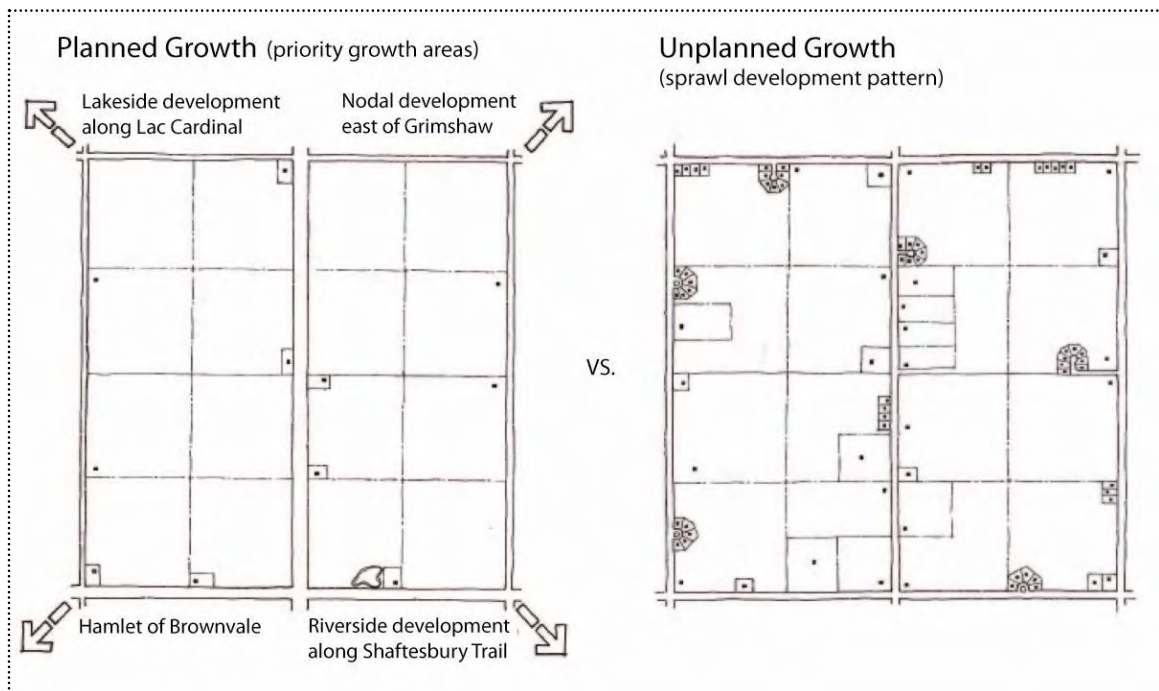 Planned Growth (priority growth areas)
Lakeside development
along Lac Cardinal
Nodal development
east of Grimshaw
Hamlet of Brownvale
Riverside development
along Shaftesbury Trail
VS.
Unplanned Growth
(sprawl development pattern)